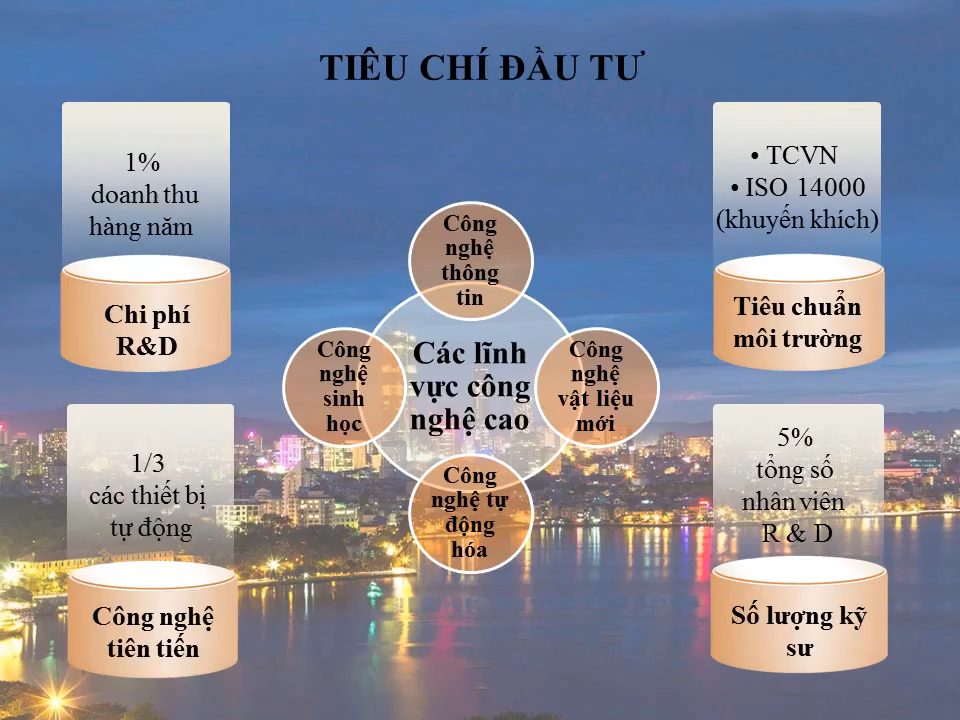 TIÊU CHÍ ĐẦU TƯ
1%
doanh thu
hàng năm
Chi phí
R&D
• TCVN
• ISO 14000
(khuyến khích)
Tiêu chuẩn
môi trường
Công
nghệ
thông
tin
Công
nghệ
sinh
học
Các lĩnh
vực công
nghệ cao
Công
nghệ
vật liệu
mới
Công
nghệ tự
động
hóa
1/3
các thiết bị
tự động
Công nghệ
tiên tiến
5%
tổng số
nhân viên
R & D
Số lượng kỹ
sư